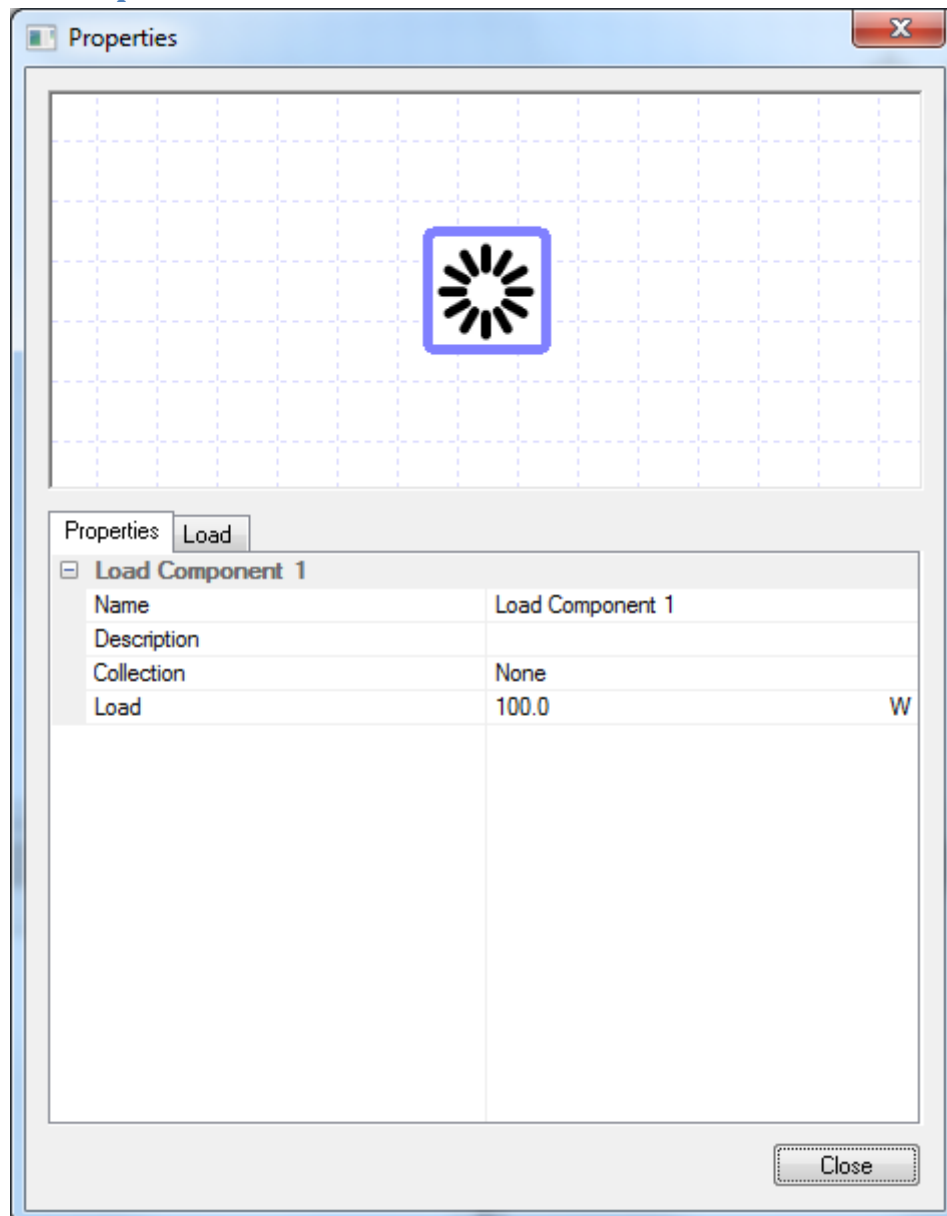 Properties
Properties Load
Load Component 1
Name Load Component 1
Description
Collection None
Load 100.0 W
Close